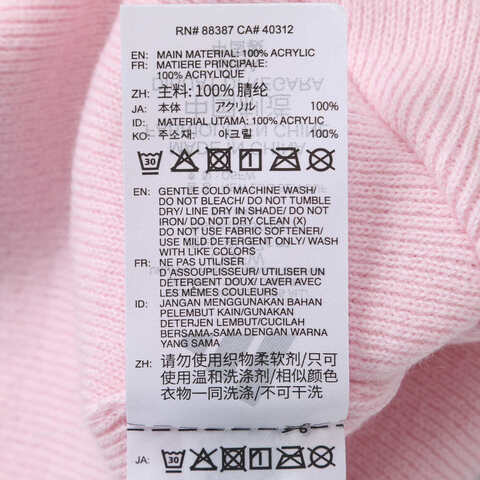 RN# 88387 CA# 40312
EN: MAIN MATERIAL: 100% ACRYLIC
FR: MATIERE PRINCIPALE:
100% ACRYLIQUE
ZH: 主料: 100% 腈纶
JA: 本体 アクリル 100%
ID: MATERIAL UTAMA: 100% ACRYLIC
KO: 주소재: 아크릴 100%
30
EN: GENTLE COLD MACHINE WASH/
DO NOT BLEACH/ DO NOT TUMBLE
DRY/ LINE DRY IN SHADE/ DO NOT
IRON/ DO NOT DRY CLEAN (X)
DO NOT USE FABRIC SOFTENER/
USE MILD DETERGENT ONLY/ WASH
WITH LIKE COLORS
FR: NE PAS UTILISER
D'ASSOUPLISSEUR/ UTILISER UN
DETERGENT DOUX/ LAVER AVEC
LES MÊMES COULEURS
ID: JANGAN MENGGUNAKAN BAHAN
PELEMBUT KAIN/GUNAKAN
DETERJEN LEMBUT/CUCILAH
BERSAMA-SAMA DENGAN WARNA
YANG SAMA
ZH: 请勿使用织物柔软剂/只可
使用温和洗涤剂/相似颜色
衣物一同洗涤/不可干洗
JA: 30